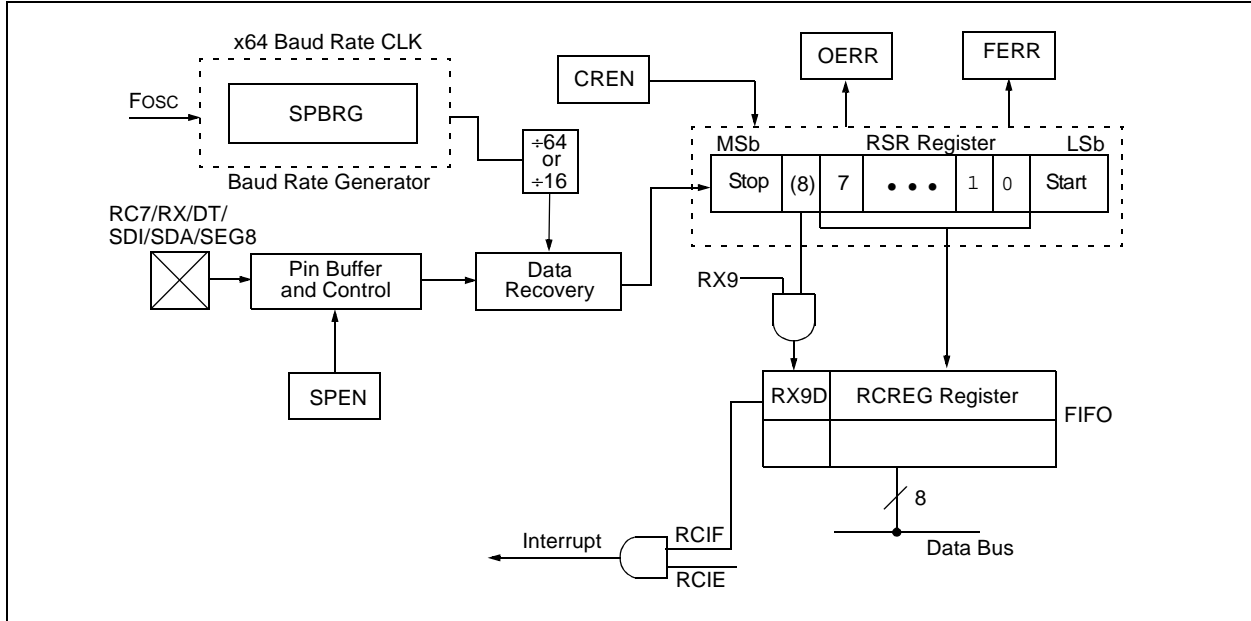 x64 Baud Rate CLK
FOSC
SPBRG
Baud Rate Generator
÷64
or
÷16
CREN
OERR
FERR
MSb
RSR Register
LSb
Stop
(8)
7
• • •
1
0
Start
RC7/RX/DT/
SDI/SDA/SEG8
Pin Buffer
and Control
Data
Recovery
RX9
SPEN
RX9D
RCREG Register
FIFO
8
Data Bus
Interrupt
RCIF
RCIE